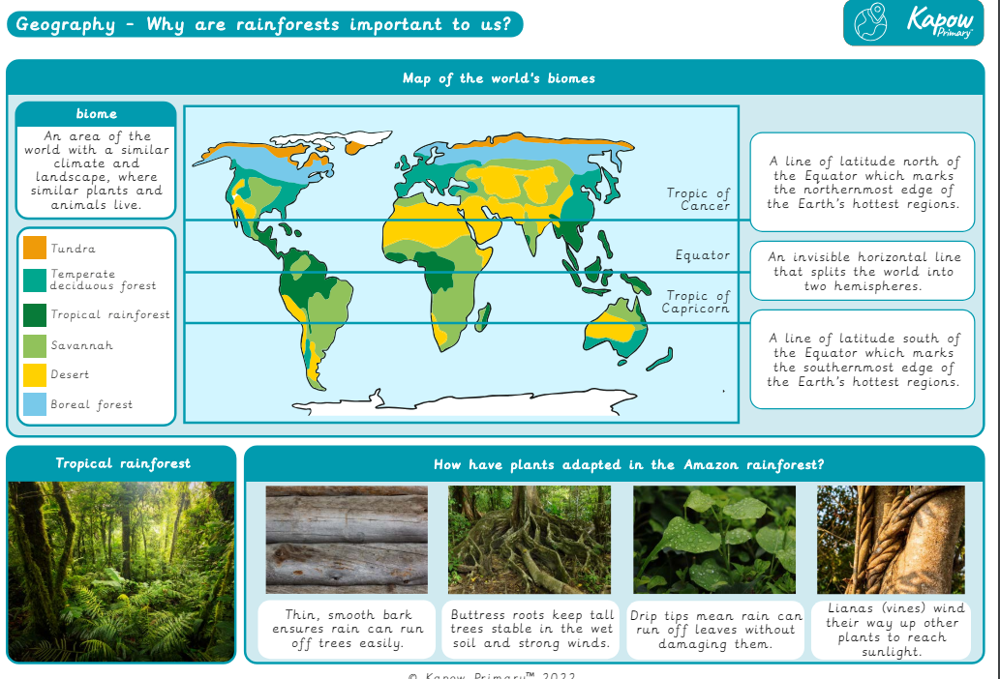 Geography - Why are rainforests important to us?
Kapow
Primary™
Map of the world's biomes
biome
An area of the
world with a similar
climate and
landscape, where
similar plants and
animals live.
Tundra
Temperate
deciduous forest
Tropical rainforest
Savannah
Desert
Boreal forest
Tropic of
Cancer
Equator
Tropic of
Capricorn
A line of latitude north of
the Equator which marks
the northernmost edge of
the Earth's hottest regions.
An invisible horizontal line
that splits the world into
two hemispheres.
A line of latitude south of
the Equator which marks
the southernmost edge of
the Earth's hottest regions.
Tropical rainforest
How have plants adapted in the Amazon rainforest?
Thin, smooth bark
ensures rain can run
off trees easily.
Buttress roots keep tall
trees stable in the wet
soil and strong winds.
Drip tips mean rain can
run off leaves without
damaging them.
Lianas (vines) wind
their way up other
plants to reach
sunlight.
© Kapow Primary™ 2022